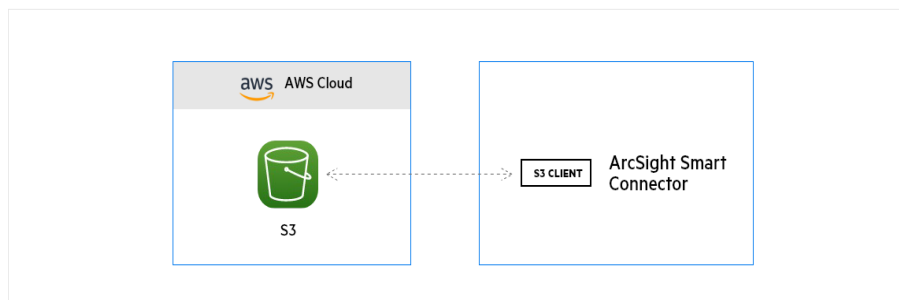 aws AWS Cloud
S3
S3 CLIENT
ArcSight Smart
Connector